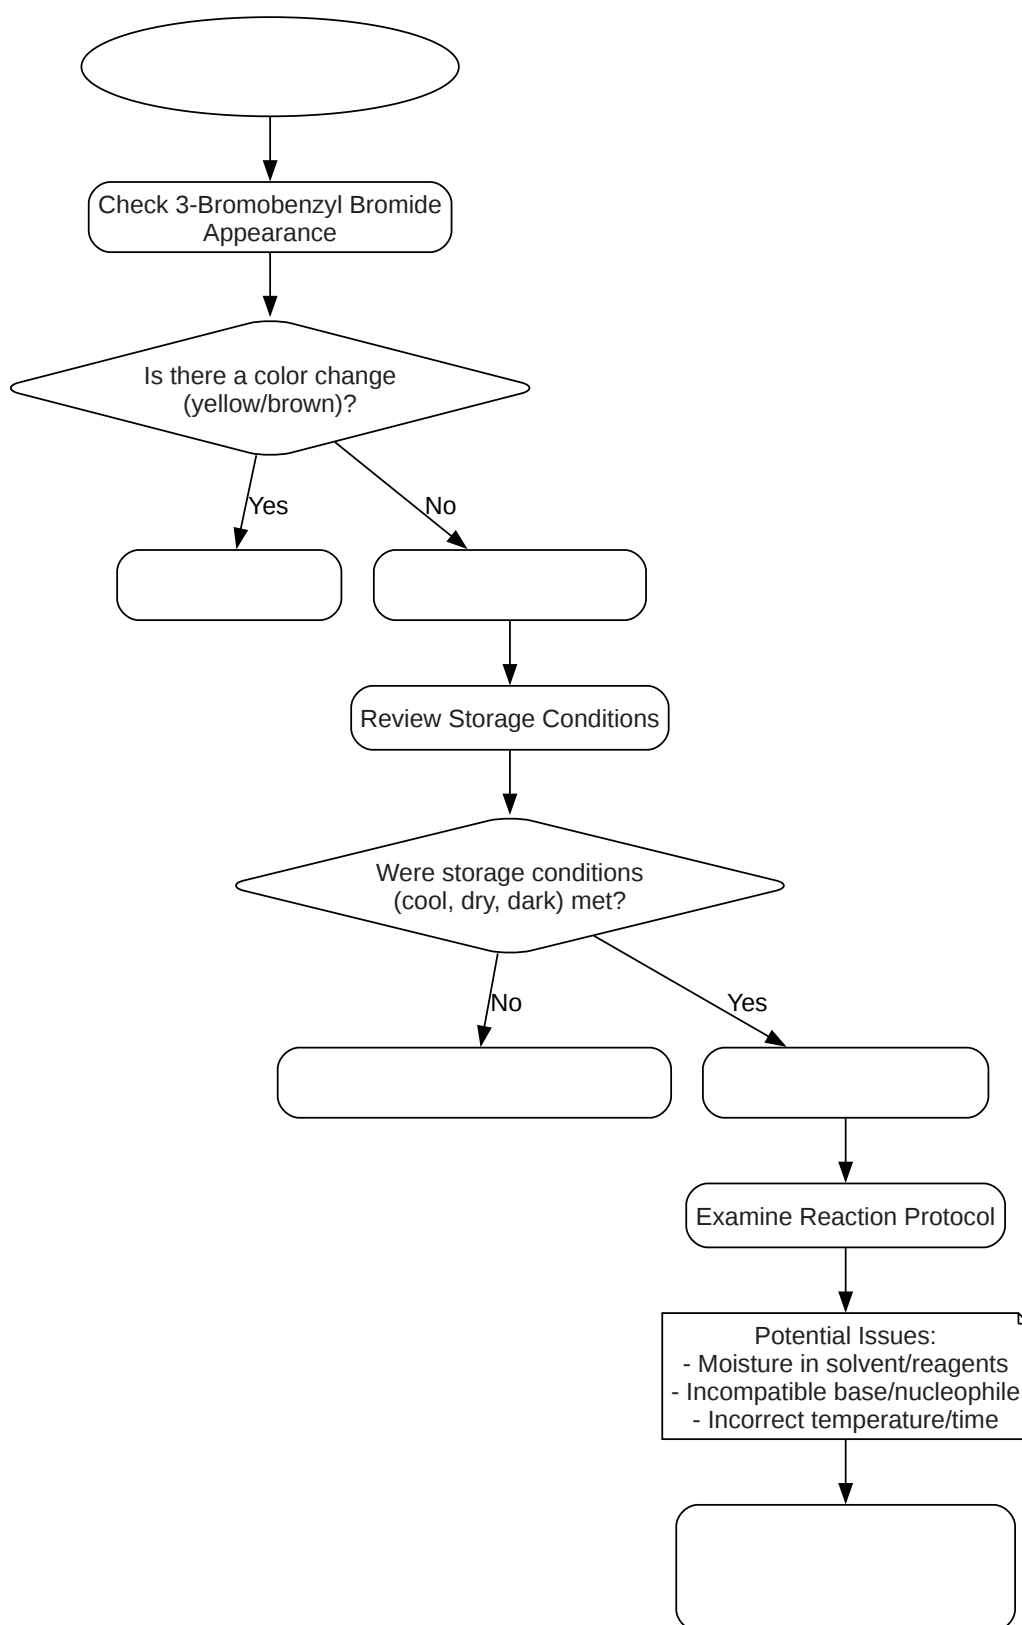 Check 3-Bromobenzyl Bromide
Appearance
Is there a color change
(yellow/brown)?
Yes
No
Review Storage Conditions
Were storage conditions
(cool, dry, dark) met?
No
Yes
Examine Reaction Protocol
Potential Issues:
- Moisture in solvent/reagents
- Incompatible base/nucleophile
- Incorrect temperature/time